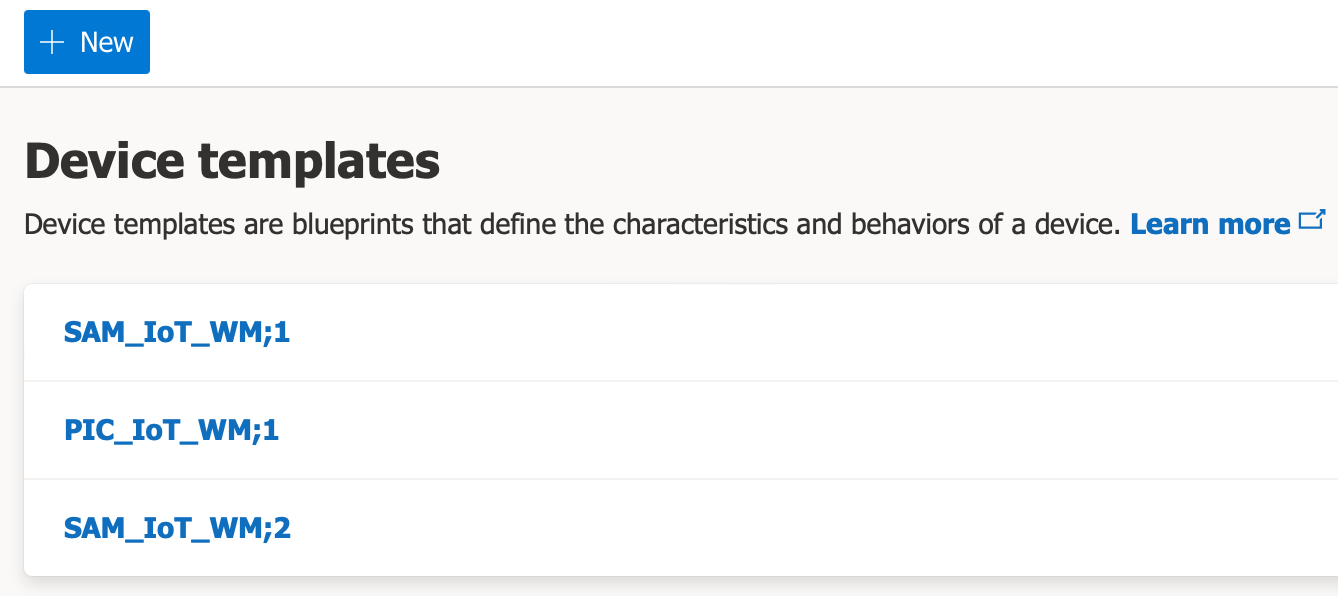 + New
Device templates
Device templates are blueprints that define the characteristics and behaviors of a device. Learn more
SAM_IoT_WM;1
PIC_IoT_WM;1
SAM_IoT_WM;2